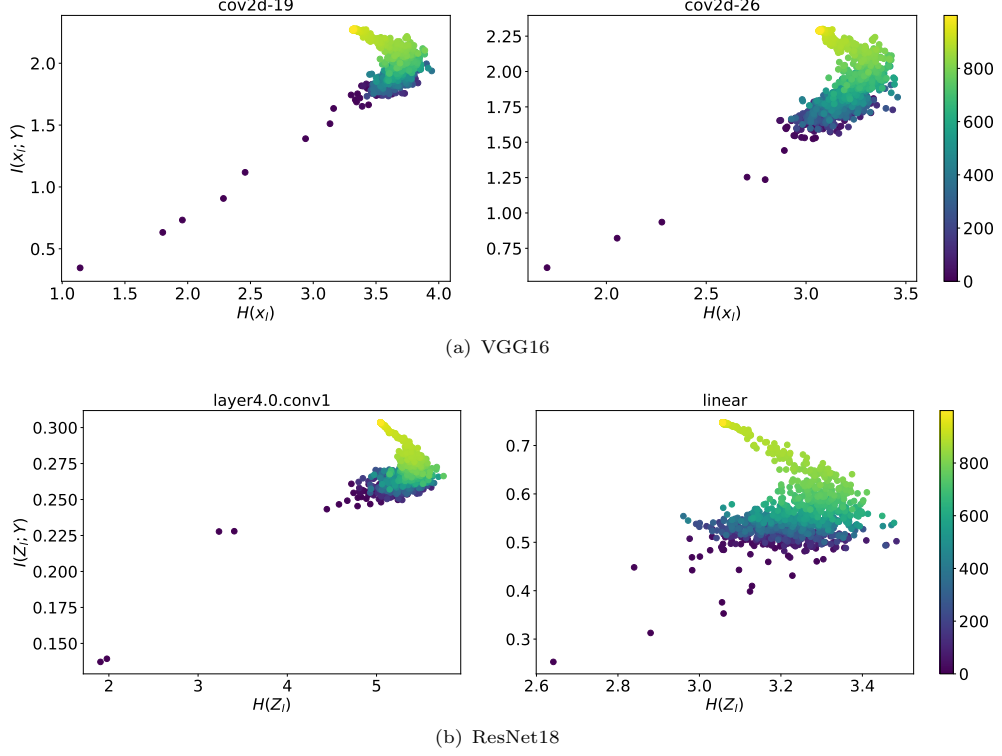 cov2d-19
cov2d-26
2.0
1.5
1.0
0.5
I(x_l; Y)
1.0 1.5 2.0 2.5 3.0 3.5 4.0
H(x_l)
2.25
2.00
1.75
1.50
1.25
1.00
0.75
2.0 2.5 3.0 3.5
H(x_l)
800
600
400
200
0
(a) VGG16
layer4.0.conv1
linear
0.300
0.275
0.250
0.225
0.200
0.175
0.150
I(Z_l; Y)
2 3 4 5
H(Z_l)
0.7
0.6
0.5
0.4
0.3
2.6 2.8 3.0 3.2 3.4
H(Z_l)
800
600
400
200
0
(b) ResNet18